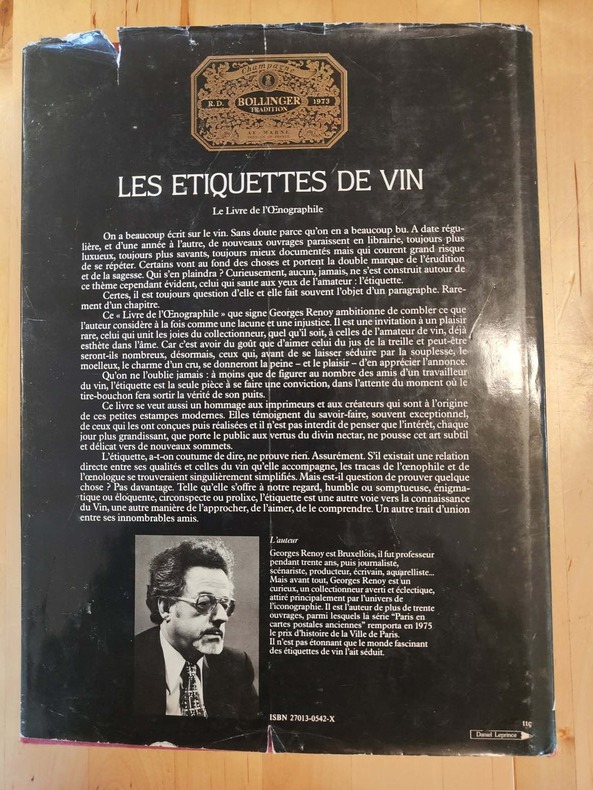 Champagne
R.D. BOLLINGER 1973
TRADITION
LES ETIQUETTES DE VIN
Le Livre de l'Œnographile
On a beaucoup écrit sur le vin. Sans doute parce qu'on en a beaucoup bu. A date régu-
lière, et d'une année à l'autre, de nouveaux ouvrages paraissent en librairie, toujours plus
luxueux, toujours plus savants, toujours mieux documentés mais qui courent grand risque
de se répéter. Certains vont au fond des choses et portent la double marque de l'érudition
et de la sagesse. Qui s'en plaindra ? Curieusement, aucun, jamais, ne s'est construit autour de
ce thème cependant évident, celui qui saute aux yeux de l'amateur : l'étiquette.
Certes, il est toujours question d'elle et elle fait souvent l'objet d'un paragraphe. Rare-
ment d'un chapitre.
Ce « Livre de l'Œnographile » que signe Georges Renoy ambitionne de combler ce que
l'auteur considère à la fois comme une lacune et une injustice. Il est une invitation à un plaisir
rare, celui qui unit les joies du collectionneur, quel qu'il soit, à celles de l'amateur de vin, déjà
esthète dans l'âme. Car c'est avoir du goût que d'aimer celui du jus de la treille et peut-être
seront-ils nombreux, désormais, ceux qui, avant de se laisser séduire par la souplesse, le
moelleux, le charme d'un cru, se donneront la peine – et le plaisir – d'en apprécier l'annonce.
Qu'on ne l'oublie jamais : à moins que de figurer au nombre des amis d'un travailleur
du vin, l'étiquette est la seule pièce à se faire une conviction, dans l'attente du moment où le
tire-bouchon fera sortir la vérité de son puits.
Ce livre se veut aussi un hommage aux imprimeurs et aux créateurs qui sont à l'origine
de ces petites estampes modernes. Elles témoignent du savoir-faire, souvent exceptionnel,
de ceux qui les ont conçues puis réalisées et il n'est pas interdit de penser que l'intérêt, chaque
jour plus grandissant, que porte le public aux vertus du divin nectar, ne pousse cet art subtil
et délicat vers de nouveaux sommets.
L'étiquette, a-t-on coutume de dire, ne prouve rien. Assurément. S'il existait une relation
directe entre ses qualités et celles du vin qu'elle accompagne, les tracas de l'œnophile et de
l'œnologue se trouveraient singulièrement simplifiés. Mais est-il question de prouver quelque
chose ? Pas davantage. Telle qu'elle s'offre à notre regard, humble ou somptueuse, énigma-
tique ou éloquente, circonspecte ou prolixe, l'étiquette est une autre voie vers la connaissance
du Vin, une autre manière de l'approcher, de l'aimer, de le comprendre. Un autre trait d'union
entre ses innombrables amis.
L'auteur
Georges Renoy est Bruxellois, il fut professeur
pendant trente ans, puis journaliste,
scénariste, producteur, écrivain, aquarelliste...
Mais avant tout, Georges Renoy est un
curieux, un collectionneur averti et éclectique,
attiré principalement par l'univers de
l'iconographie. Il est l'auteur de plus de trente
ouvrages, parmi lesquels la série "Paris en
cartes postales anciennes" remporta en 1975
le prix d'histoire de la Ville de Paris.
Il n'est pas étonnant que le monde fascinant
des étiquettes de vin l'ait séduit.
ISBN 27013-0542-X
Daniel Leprince